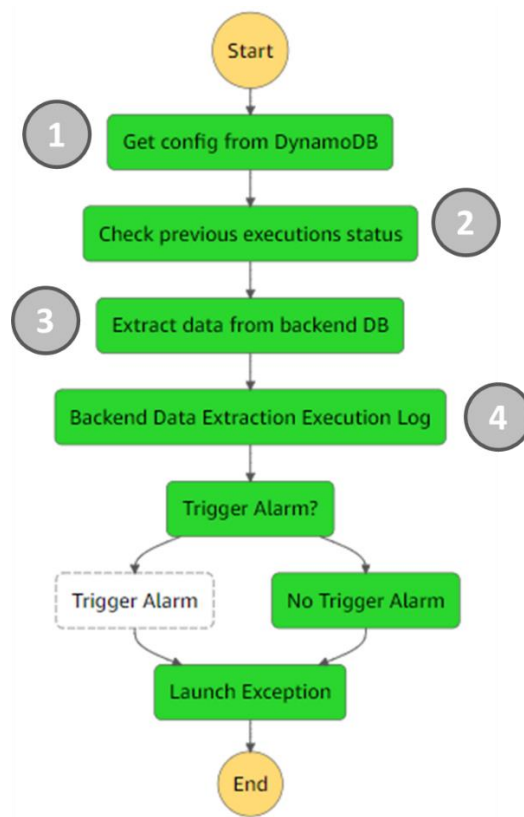 Start
1
Get config from DynamoDB
2
Check previous executions status
3
Extract data from backend DB
4
Backend Data Extraction Execution Log
Trigger Alarm?
Trigger Alarm
No Trigger Alarm
Launch Exception
End